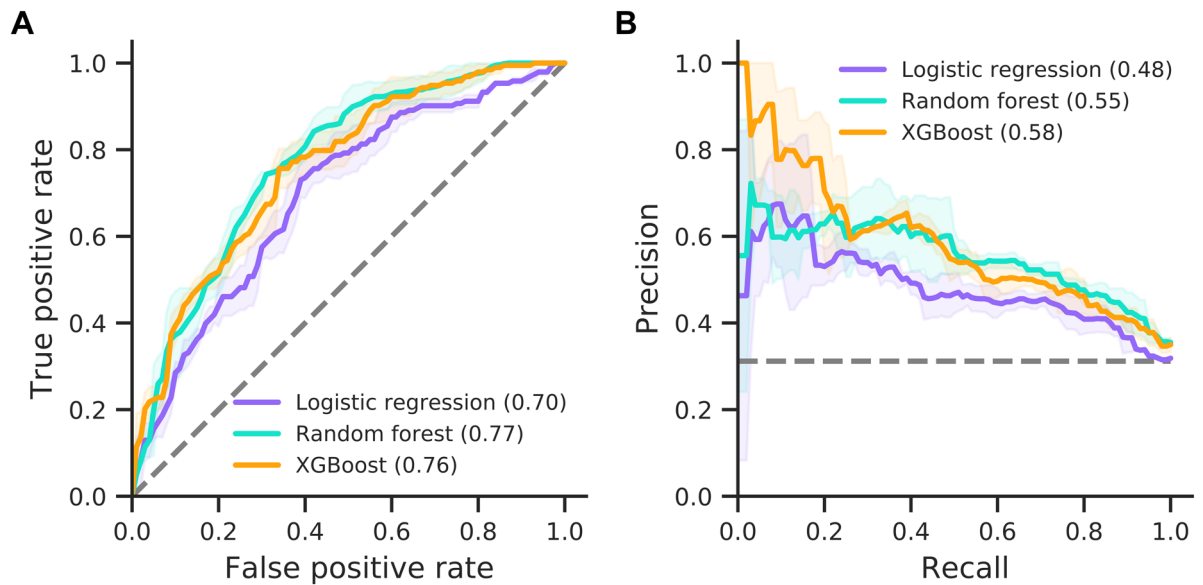 A
True positive rate
1.0
0.8
0.6
0.4
0.2
0.0
Logistic regression (0.70)
Random forest (0.77)
XGBoost (0.76)
0.0 0.2 0.4 0.6 0.8 1.0
False positive rate
B
Precision
1.0
0.8
0.6
0.4
0.2
0.0
Logistic regression (0.48)
Random forest (0.55)
XGBoost (0.58)
0.0 0.2 0.4 0.6 0.8 1.0
Recall